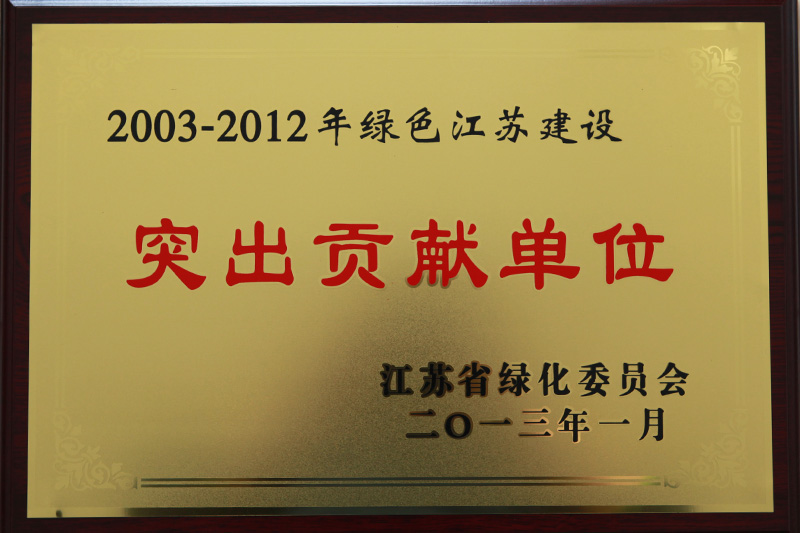 2003-2012年绿色江苏建设
突出贡献单位
江苏省绿化委员会
二〇一三年一月